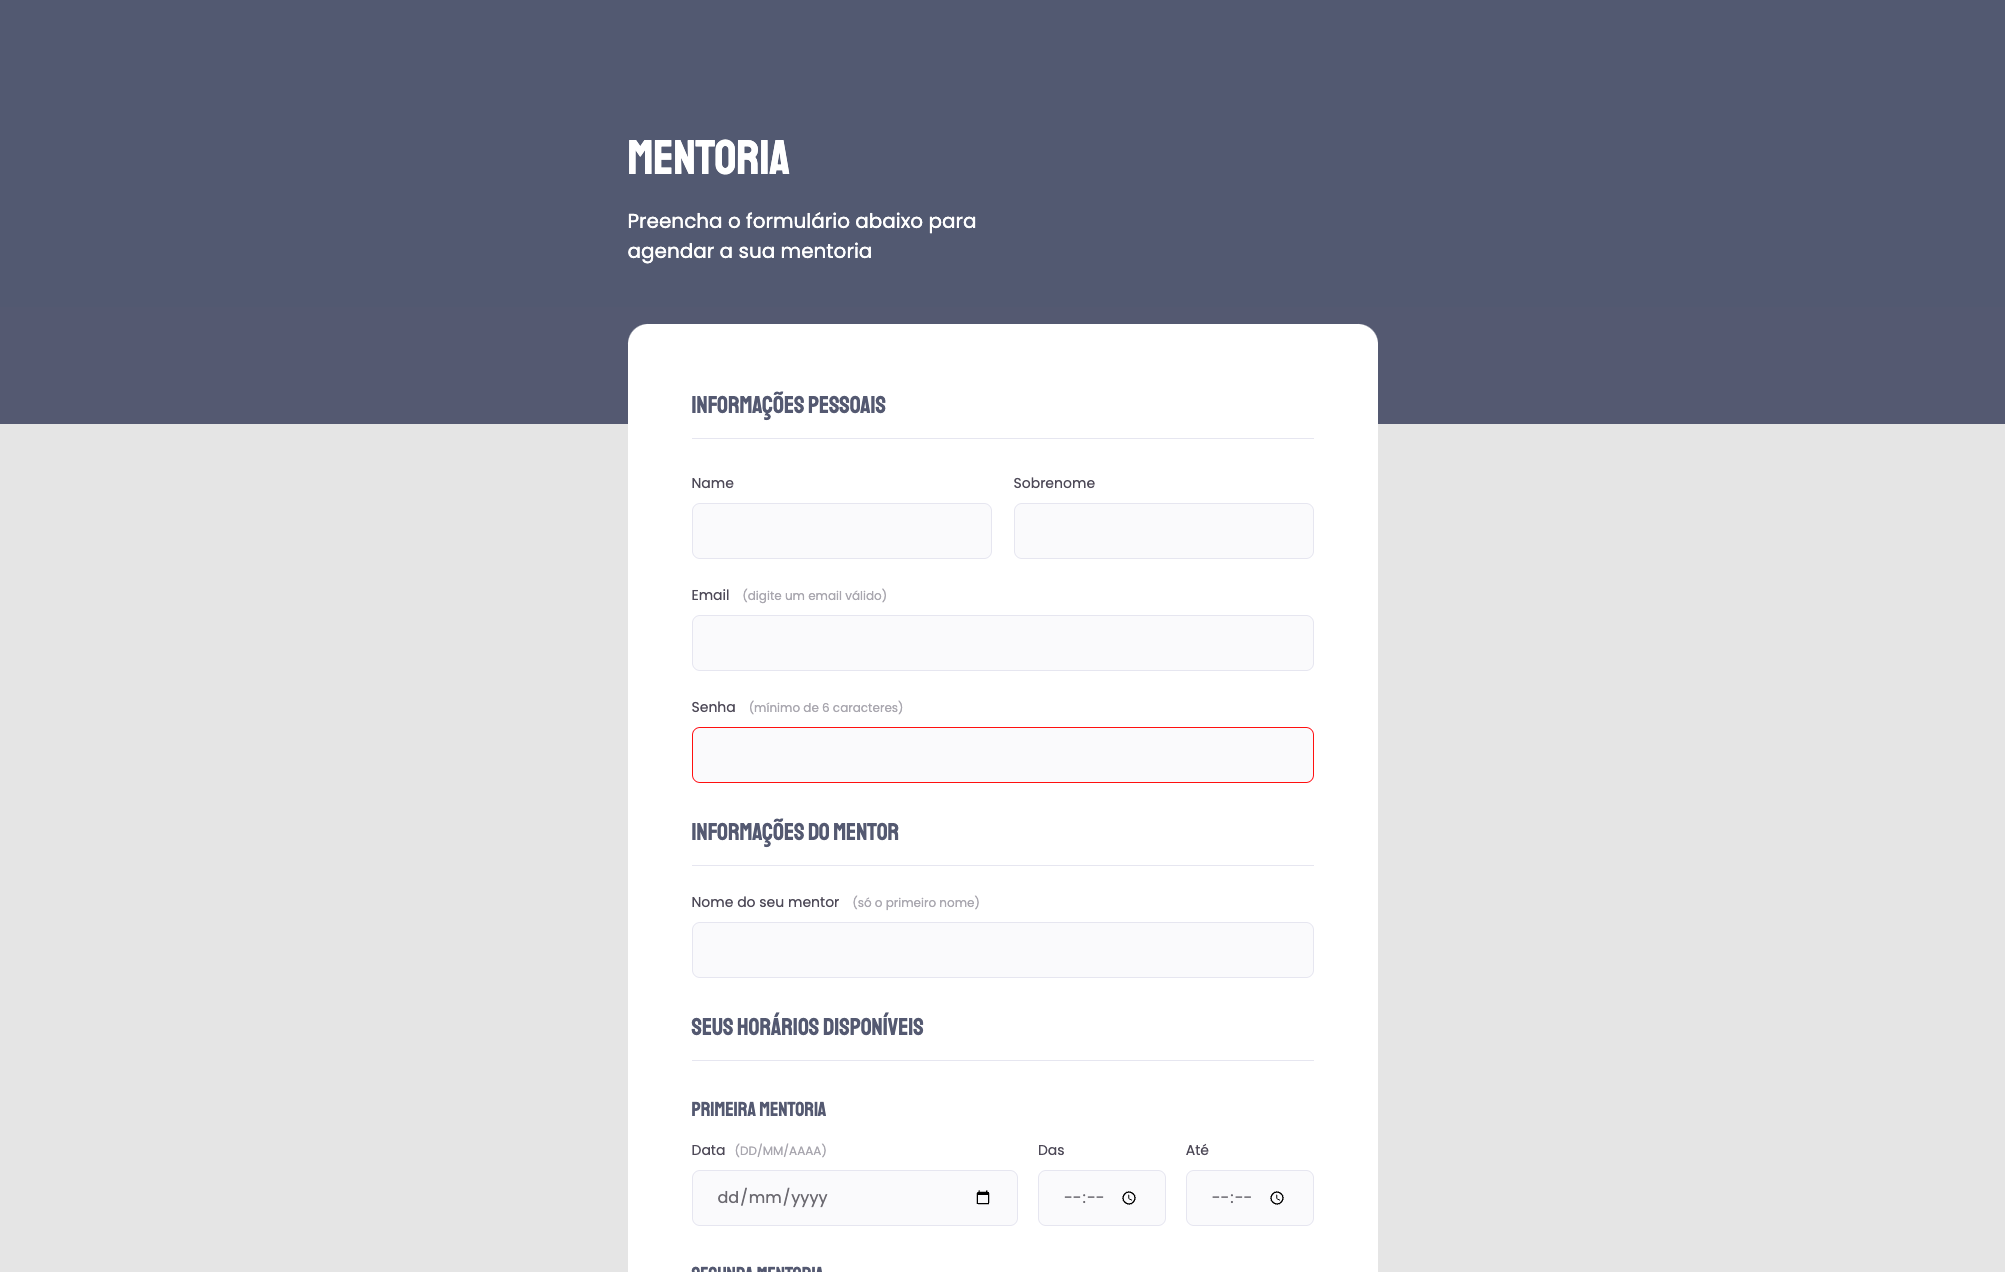 MENTORIA
Preencha o formulário abaixo para
agendar a sua mentoria
INFORMAÇÕES PESSOAIS
Name
Sobrenome
Email (digite um email válido)
Senha (mínimo de 6 caracteres)
INFORMAÇÕES DO MENTOR
Nome do seu mentor (só o primeiro nome)
SEUS HORÁRIOS DISPONÍVEIS
PRIMEIRA MENTORIA
Data (DD/MM/AAAA)
Das
Até
dd/mm/yyyy
--:--
--:--
SEGUNDA MENTORIA